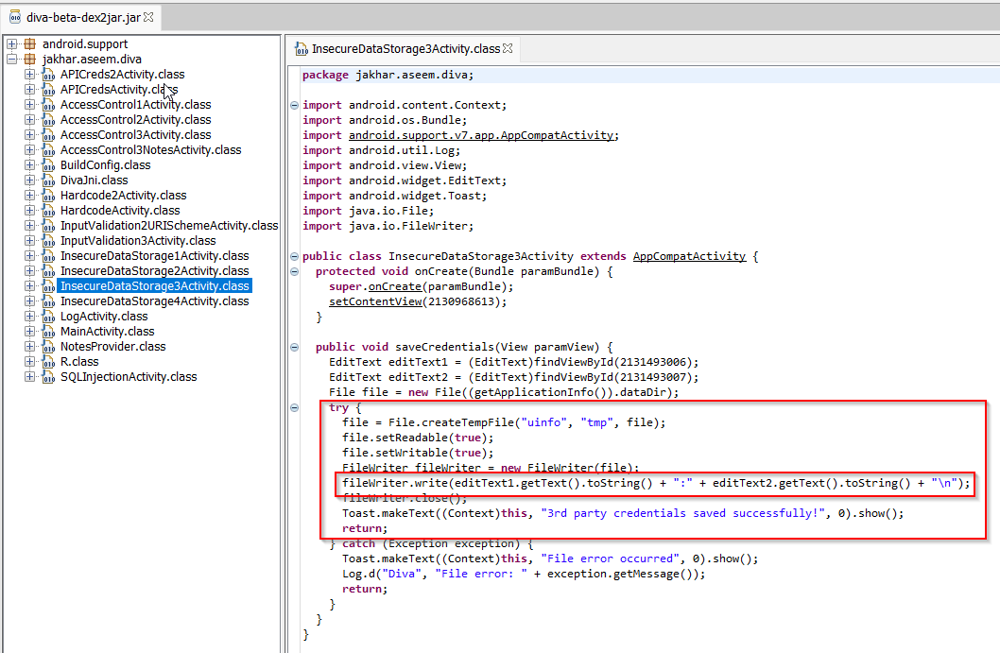 diva-beta-dex2jar.jar
android.support
jakhar.aseem.diva
APICreds2Activity.class
APICredsActivity.class
AccessControl1Activity.class
AccessControl2Activity.class
AccessControl3Activity.class
AccessControl3NotesActivity.class
BuildConfig.class
DivaJni.class
Hardcode2Activity.class
HardcodeActivity.class
InputValidation2URISchemeActivity.class
InputValidation3Activity.class
InsecureDataStorage1Activity.class
InsecureDataStorage2Activity.class
InsecureDataStorage3Activity.class
InsecureDataStorage4Activity.class
LogActivity.class
MainActivity.class
NotesProvider.class
R.class
SQLInjectionActivity.class
InsecureDataStorage3Activity.class
package jakhar.aseem.diva;
import android.content.Context;
import android.os.Bundle;
import android.support.v7.app.AppCompatActivity;
import android.util.Log;
import android.view.View;
import android.widget.EditText;
import android.widget.Toast;
import java.io.File;
import java.io.FileWriter;
public class InsecureDataStorage3Activity extends AppCompatActivity {
protected void onCreate(Bundle paramBundle) {
super.onCreate(paramBundle);
setContentView(2130968613);
}
public void saveCredentials(View paramView) {
EditText editText1 = (EditText)findViewById(2131493006);
EditText editText2 = (EditText)findViewById(2131493007);
File file = new File((getApplicationInfo()).dataDir);
try {
file = File.createTempFile("uinfo", "tmp", file);
file.setReadable(true);
file.setWritable(true);
FileWriter fileWriter = new FileWriter(file);
fileWriter.write(editText1.getText().toString() + ":" + editText2.getText().toString() + "\n");
fileWriter.close();
Toast.makeText((Context)this, "3rd party credentials saved successfully!", 0).show();
return;
} catch (Exception exception) {
Toast.makeText((Context)this, "File error occurred", 0).show();
Log.d("Diva", "File error: " + exception.getMessage());
return;
}
}
}